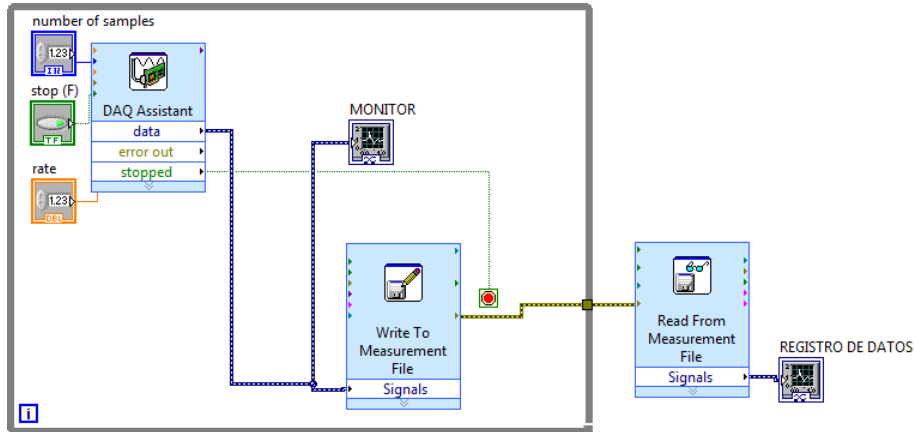 number of samples
1.23
I32
stop (F)
TF
rate
1.23
DBL
DAQ Assistant
data
error out
stopped
MONITOR
Write To
Measurement
File
Signals
i
Read From
Measurement
File
Signals
REGISTRO DE DATOS